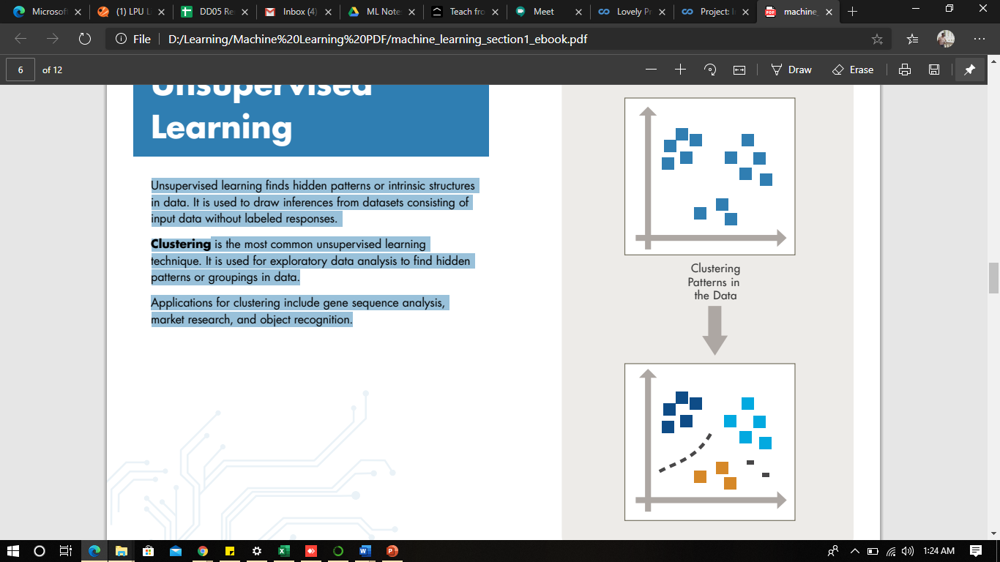 Microsof
(1) LPU L
DD05 Re
Inbox (4)
ML Note
Teach fro
Meet
Lovely Pr
Project: I
machine_
File
D:/Learning/Machine%20Learning%20PDF/machine_learning_section1_ebook.pdf
6
of 12
Draw
Erase
Unsupervised
Learning
Unsupervised learning finds hidden patterns or intrinsic structures
in data. It is used to draw inferences from datasets consisting of
input data without labeled responses.
Clustering is the most common unsupervised learning
technique. It is used for exploratory data analysis to find hidden
patterns or groupings in data.
Applications for clustering include gene sequence analysis,
market research, and object recognition.
Clustering
Patterns in
the Data
1:24 AM